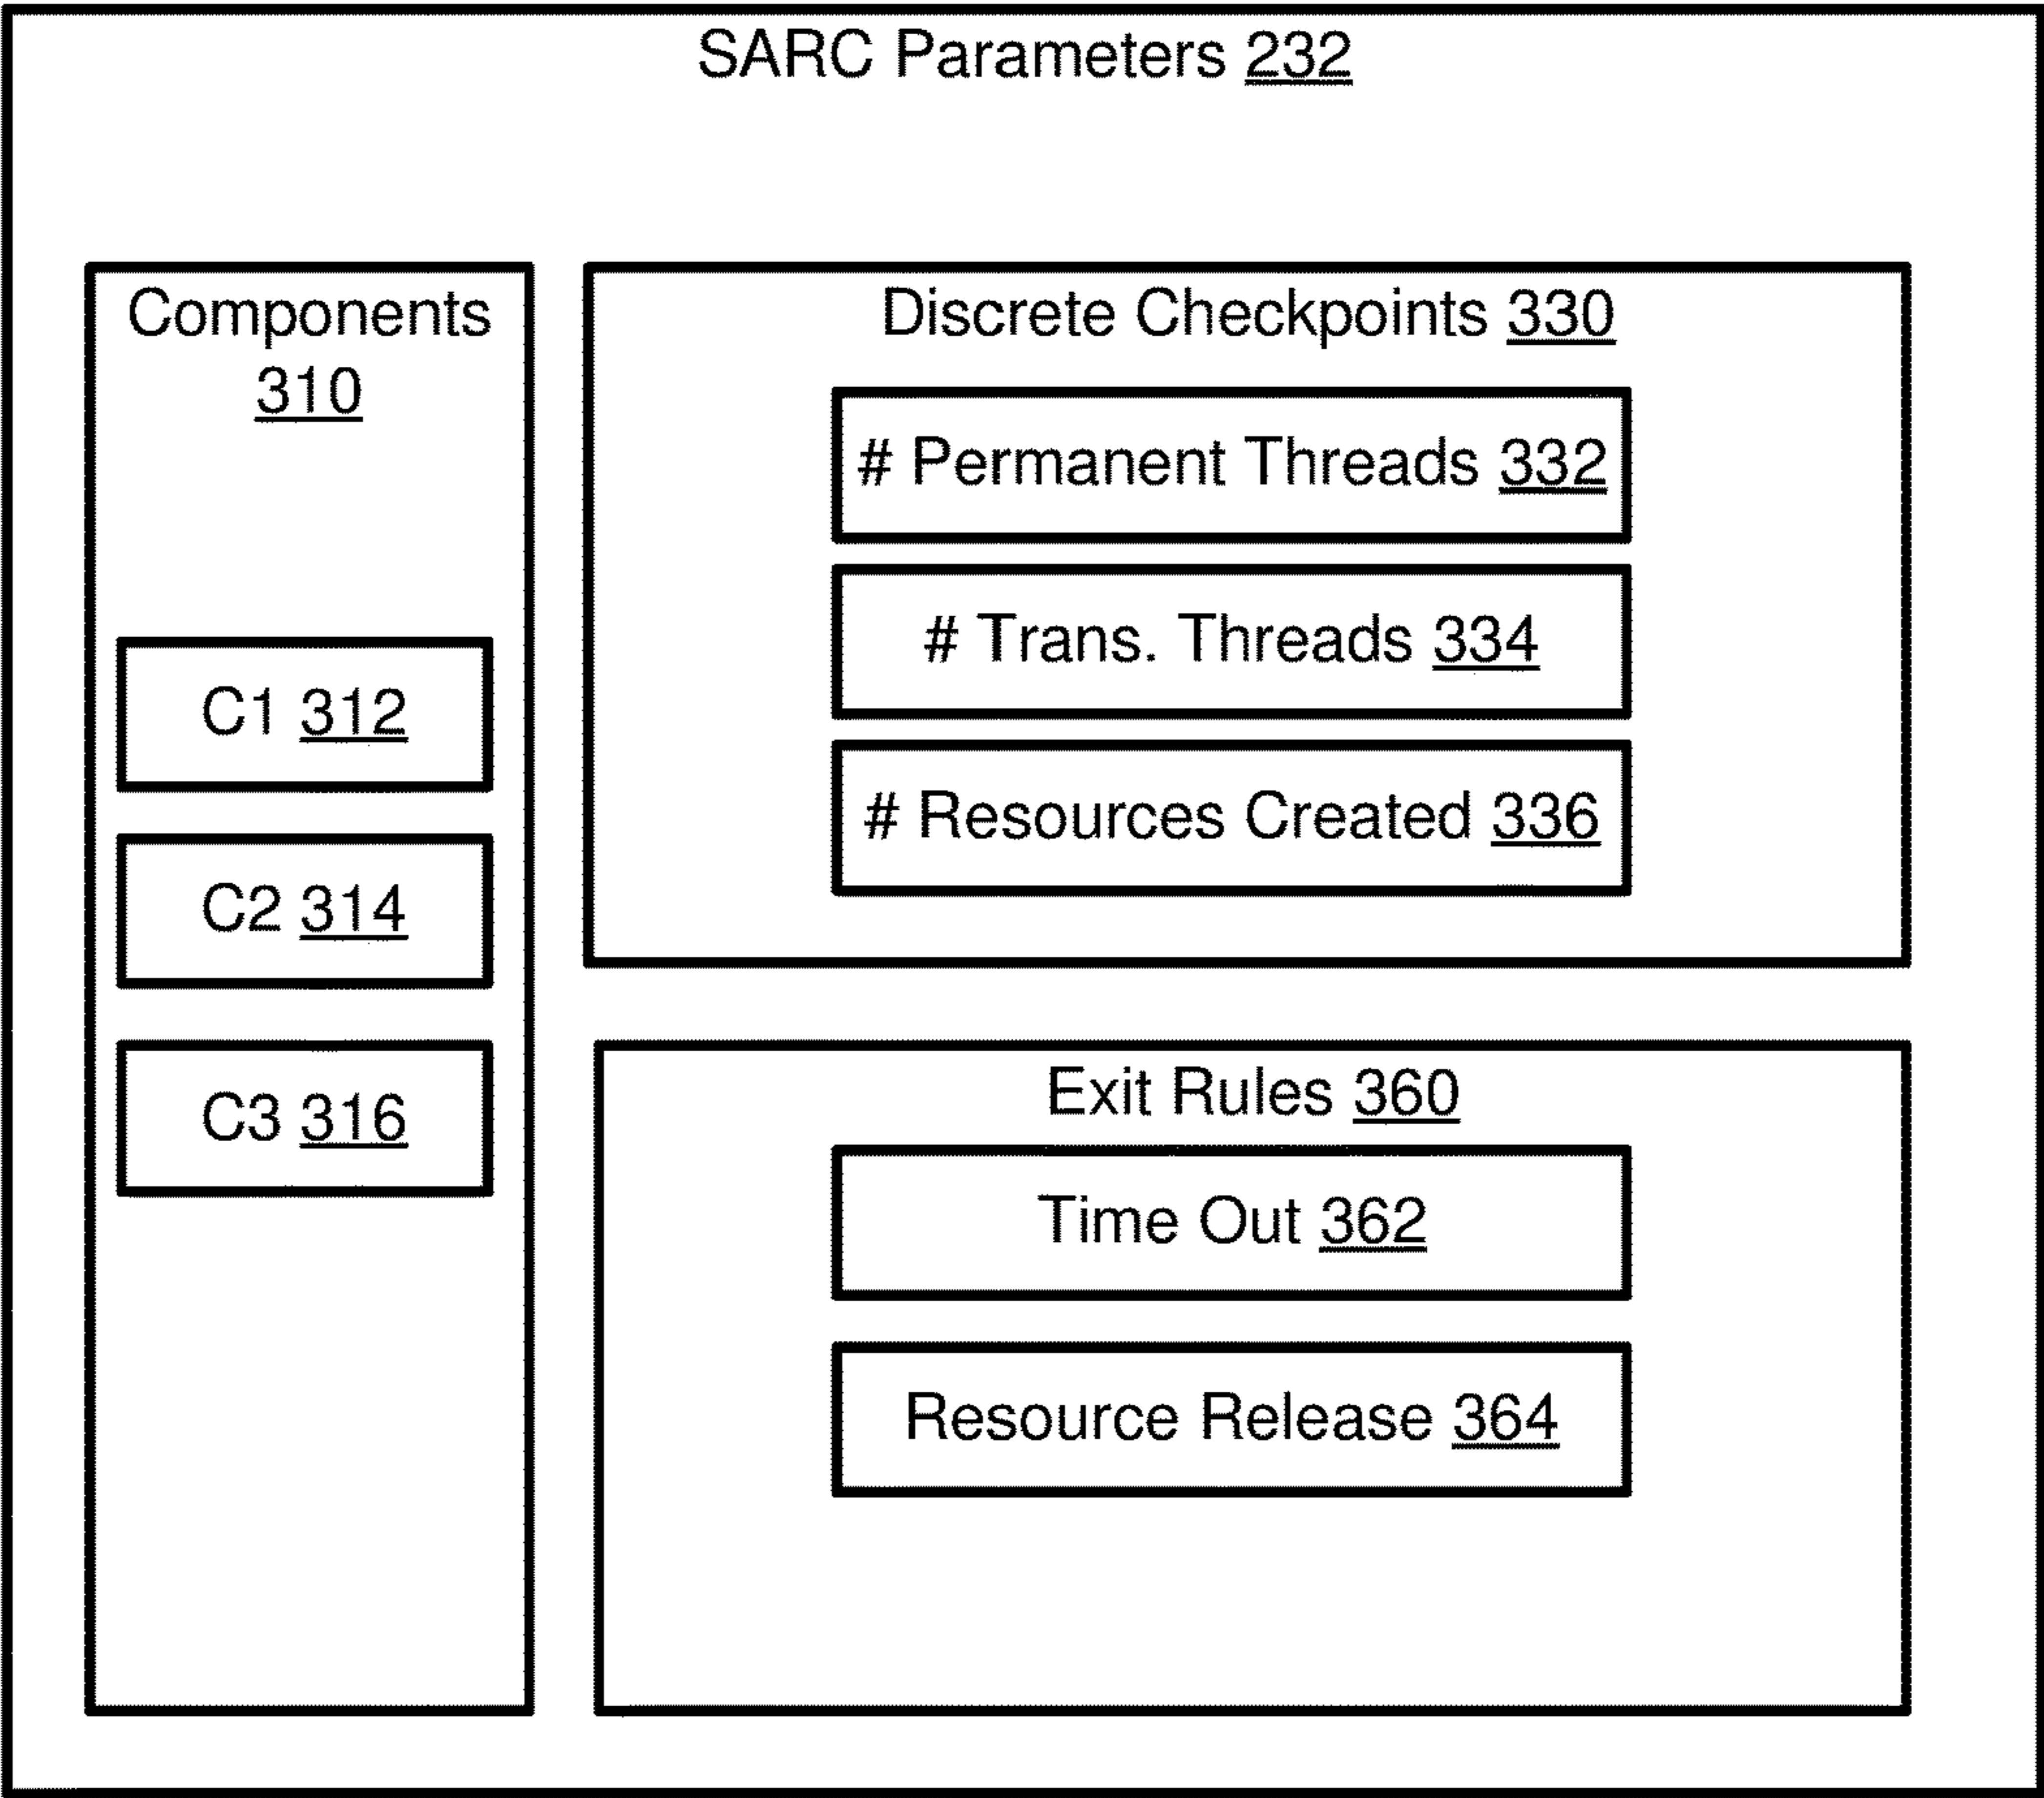 SARC Parameters 232
Components
310
C1 312
C2 314
C3 316
Discrete Checkpoints 330
# Permanent Threads 332
# Trans. Threads 334
# Resources Created 336
Exit Rules 360
Time Out 362
Resource Release 364